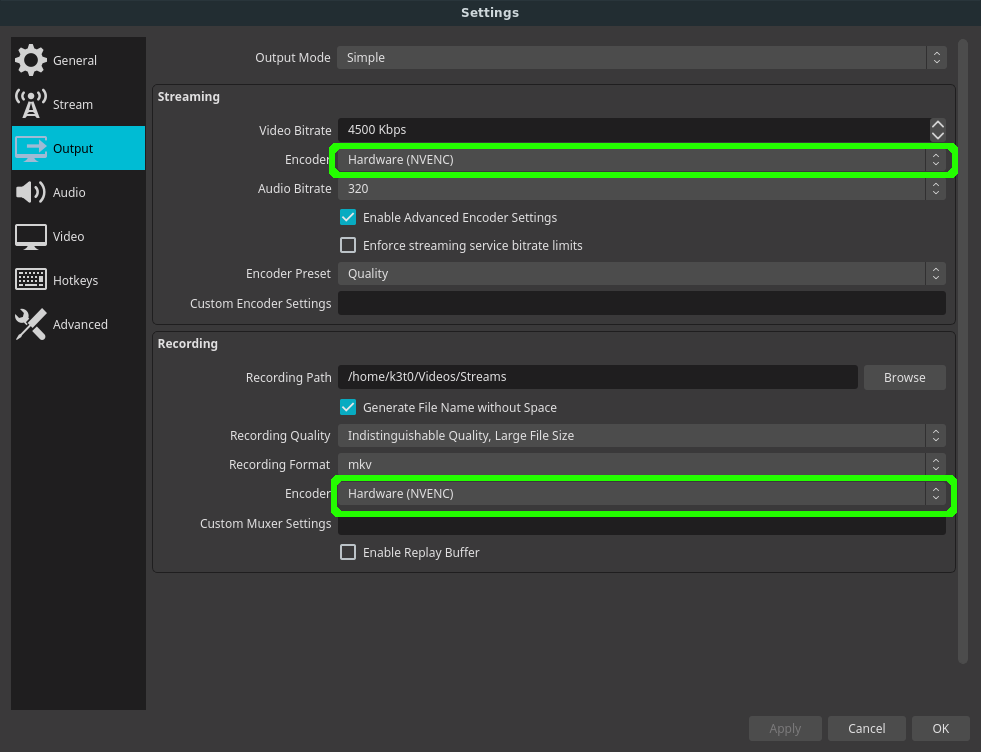 Settings
General
Stream
Output
Audio
Video
Hotkeys
Advanced
Output Mode Simple
Streaming
Video Bitrate 4500 Kbps
Encoder Hardware (NVENC)
Audio Bitrate 320
Enable Advanced Encoder Settings
Enforce streaming service bitrate limits
Encoder Preset Quality
Custom Encoder Settings
Recording
Recording Path /home/k3t0/Videos/Streams Browse
Generate File Name without Space
Recording Quality Indistinguishable Quality, Large File Size
Recording Format mkv
Encoder Hardware (NVENC)
Custom Muxer Settings
Enable Replay Buffer
Apply Cancel OK